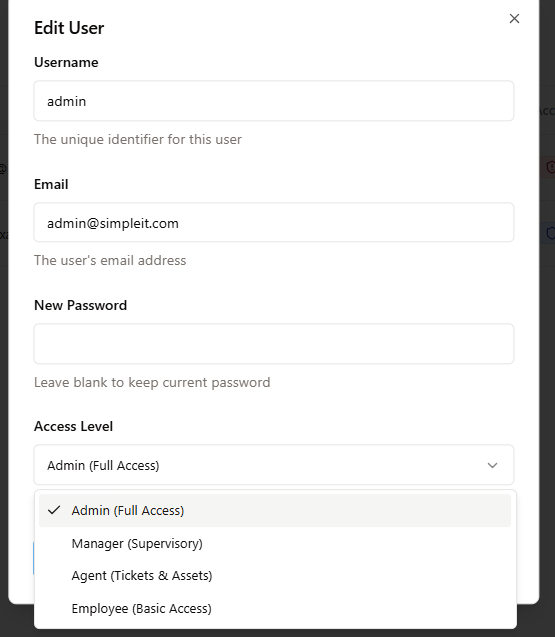 Edit User
Username
admin
The unique identifier for this user
Email
admin@simpleit.com
The user's email address
New Password
Leave blank to keep current password
Access Level
Admin (Full Access)
Admin (Full Access)
Manager (Supervisory)
Agent (Tickets & Assets)
Employee (Basic Access)